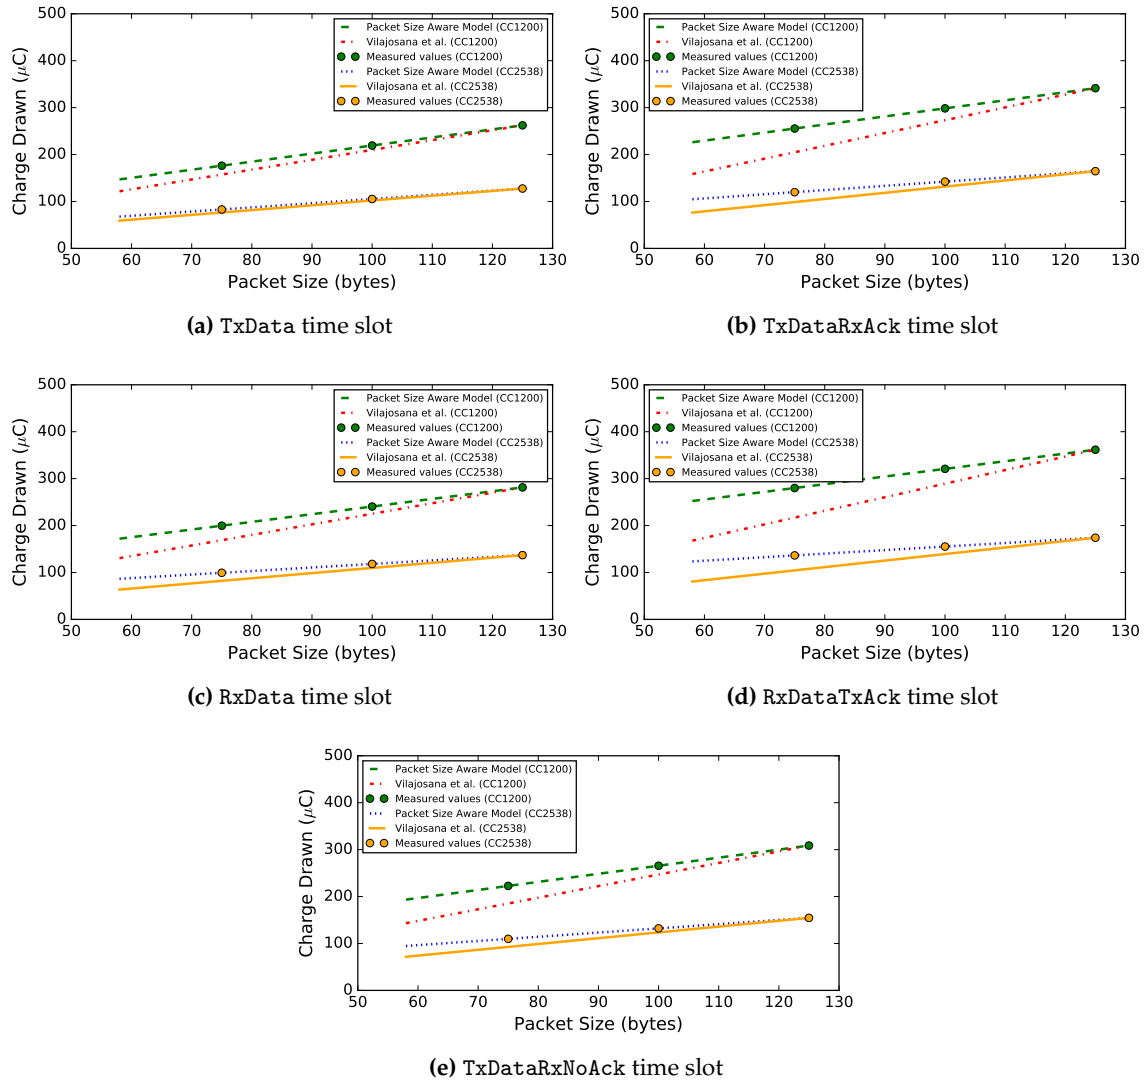 500
400
300
200
100
0
Charge Drawn (μC)
Packet Size Aware Model (CC1200)
Vilajosana et al. (CC1200)
Measured values (CC1200)
Packet Size Aware Model (CC2538)
Vilajosana et al. (CC2538)
Measured values (CC2538)
50 60 70 80 90 100 110 120 130
Packet Size (bytes)
(a) TxData time slot
500
400
300
200
100
0
Charge Drawn (μC)
Packet Size Aware Model (CC1200)
Vilajosana et al. (CC1200)
Measured values (CC1200)
Packet Size Aware Model (CC2538)
Vilajosana et al. (CC2538)
Measured values (CC2538)
50 60 70 80 90 100 110 120 130
Packet Size (bytes)
(b) TxDataRxAck time slot
500
400
300
200
100
0
Charge Drawn (μC)
Packet Size Aware Model (CC1200)
Vilajosana et al. (CC1200)
Measured values (CC1200)
Packet Size Aware Model (CC2538)
Vilajosana et al. (CC2538)
Measured values (CC2538)
50 60 70 80 90 100 110 120 130
Packet Size (bytes)
(c) RxData time slot
500
400
300
200
100
0
Charge Drawn (μC)
Packet Size Aware Model (CC1200)
Vilajosana et al. (CC1200)
Measured values (CC1200)
Packet Size Aware Model (CC2538)
Vilajosana et al. (CC2538)
Measured values (CC2538)
50 60 70 80 90 100 110 120 130
Packet Size (bytes)
(d) RxDataTxAck time slot
500
400
300
200
100
0
Charge Drawn (μC)
Packet Size Aware Model (CC1200)
Vilajosana et al. (CC1200)
Measured values (CC1200)
Packet Size Aware Model (CC2538)
Vilajosana et al. (CC2538)
Measured values (CC2538)
50 60 70 80 90 100 110 120 130
Packet Size (bytes)
(e) TxDataRxNoAck time slot